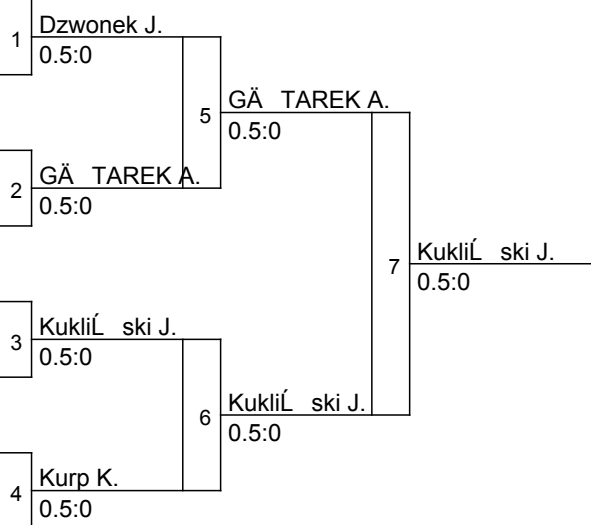 1
Dzwonek J.
0.5:0
5
GÄ TAREK A.
0.5:0
2
GÄ TAREK A.
0.5:0
7
KukliĹ ski J.
0.5:0
3
KukliĹ ski J.
0.5:0
6
KukliĹ ski J.
0.5:0
4
Kurp K.
0.5:0